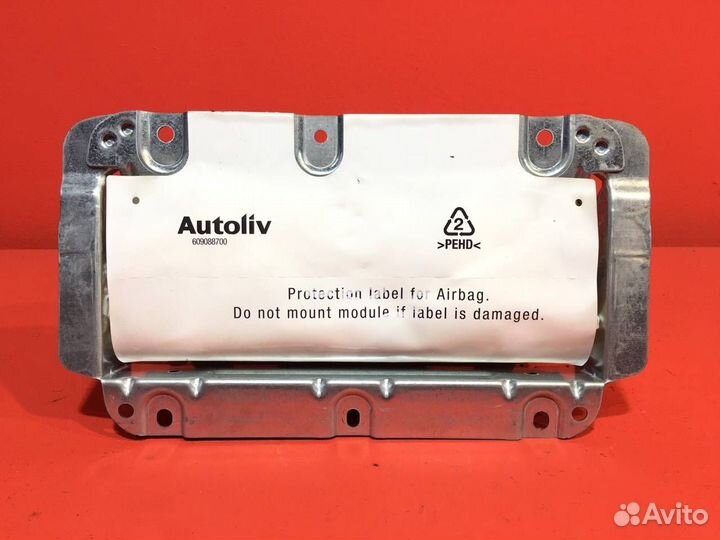 Autoliv
609088700
2
>PEHD<
Protection label for Airbag.
Do not mount module if label is damaged.
Avito